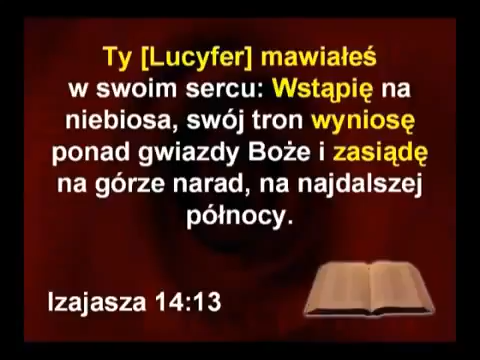 Ty [Lucyfer] mawiałeś
w swoim sercu: Wstąpię na
niebiosa, swój tron wyniosę
ponad gwiazdy Boże i zasiądę
na górze narad, na najdalszej
północy.
Izajasza 14:13